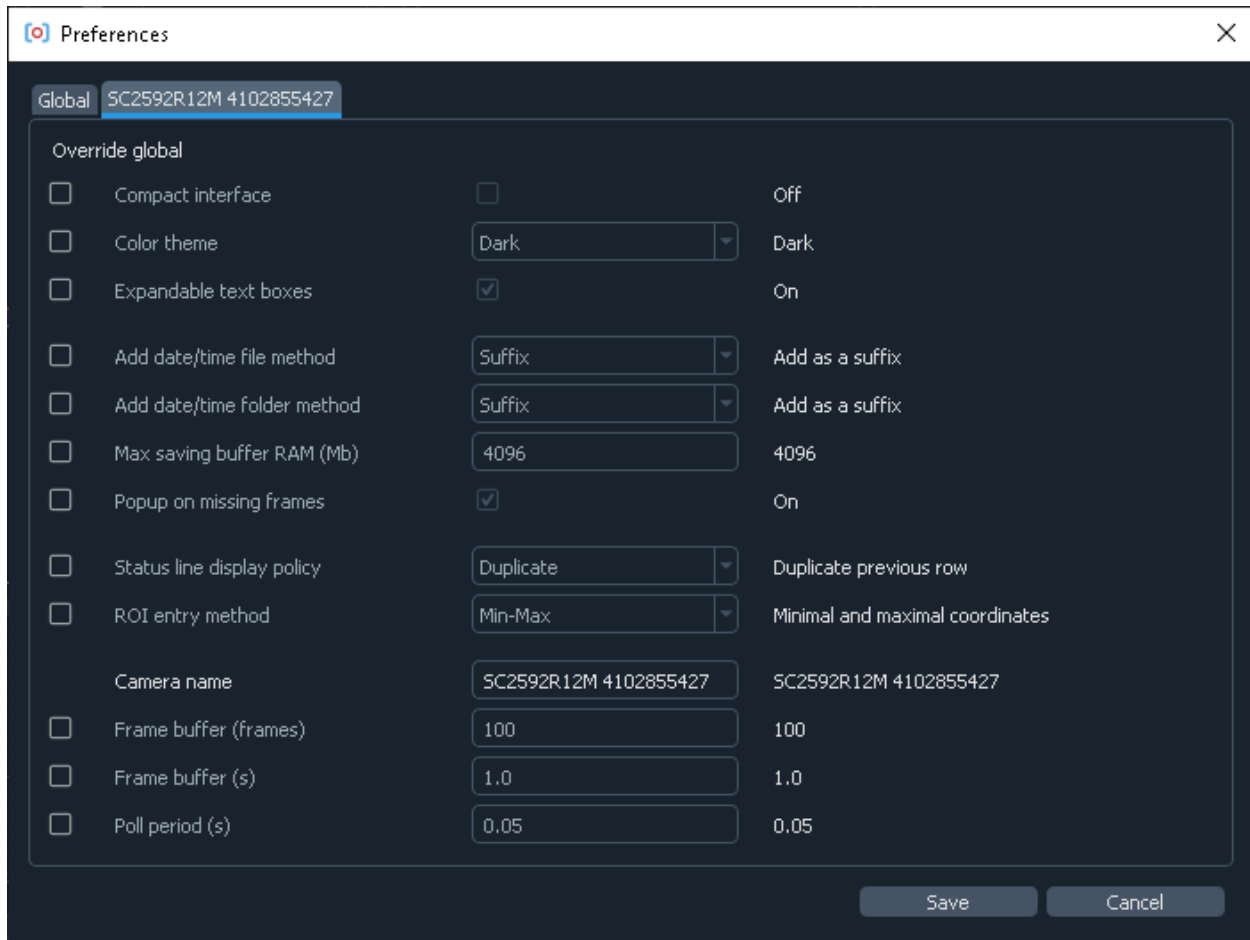 Preferences
Global SC2592R12M 4102855427
Override global
Compact interface Off
Color theme Dark Dark
Expandable text boxes On
Add date/time file method Suffix Add as a suffix
Add date/time folder method Suffix Add as a suffix
Max saving buffer RAM (Mb) 4096 4096
Popup on missing frames On
Status line display policy Duplicate Duplicate previous row
ROI entry method Min-Max Minimal and maximal coordinates
Camera name SC2592R12M 4102855427 SC2592R12M 4102855427
Frame buffer (frames) 100 100
Frame buffer (s) 1.0 1.0
Poll period (s) 0.05 0.05
Save Cancel